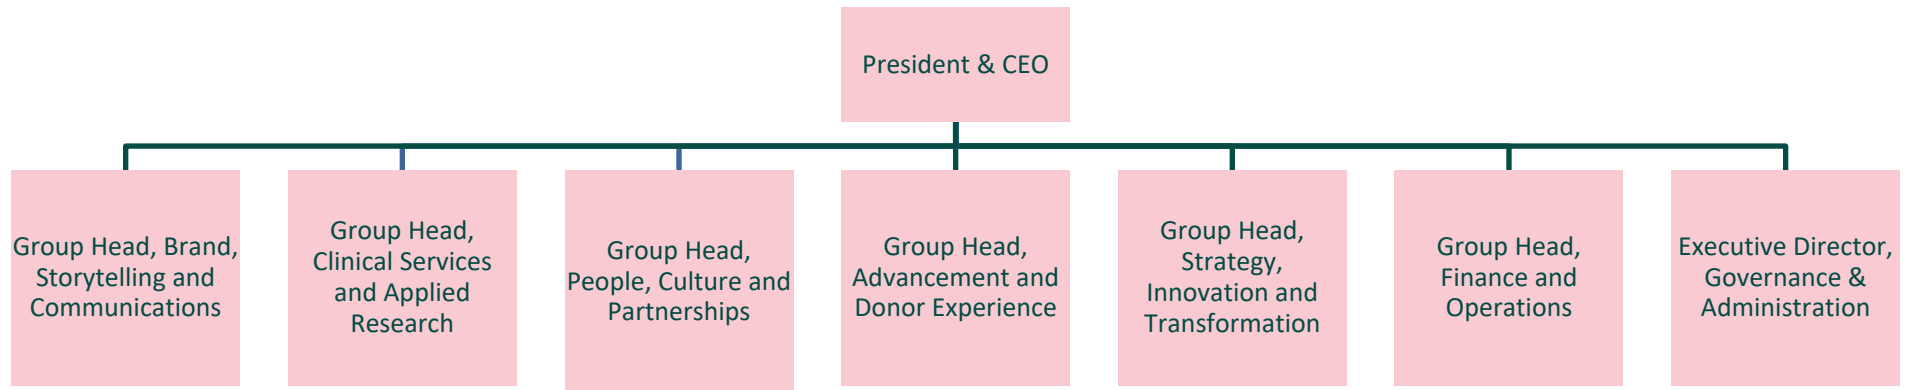 President & CEO
Group Head, Brand,
Storytelling and
Communications
Group Head,
Clinical Services
and Applied
Research
Group Head,
People, Culture and
Partnerships
Group Head,
Advancement and
Donor Experience
Group Head,
Strategy,
Innovation and
Transformation
Group Head,
Finance and
Operations
Executive Director,
Governance &
Administration